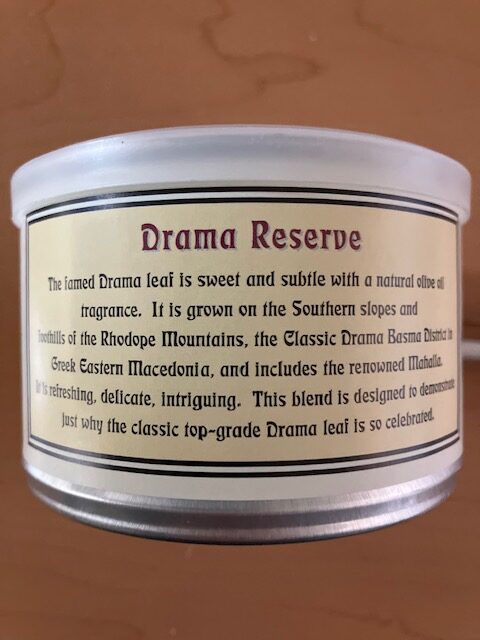 Drama Reserve
The famed Drama leaf is sweet and subtle with a natural olive oil
fragrance. It is grown on the Southern slopes and
foothills of the Rhodope Mountains, the Classic Drama Basma District in
Greek Eastern Macedonia, and includes the renowned Mahalla.
It is refreshing, delicate, intriguing. This blend is designed to demonstrate
just why the classic top-grade Drama leaf is so celebrated.